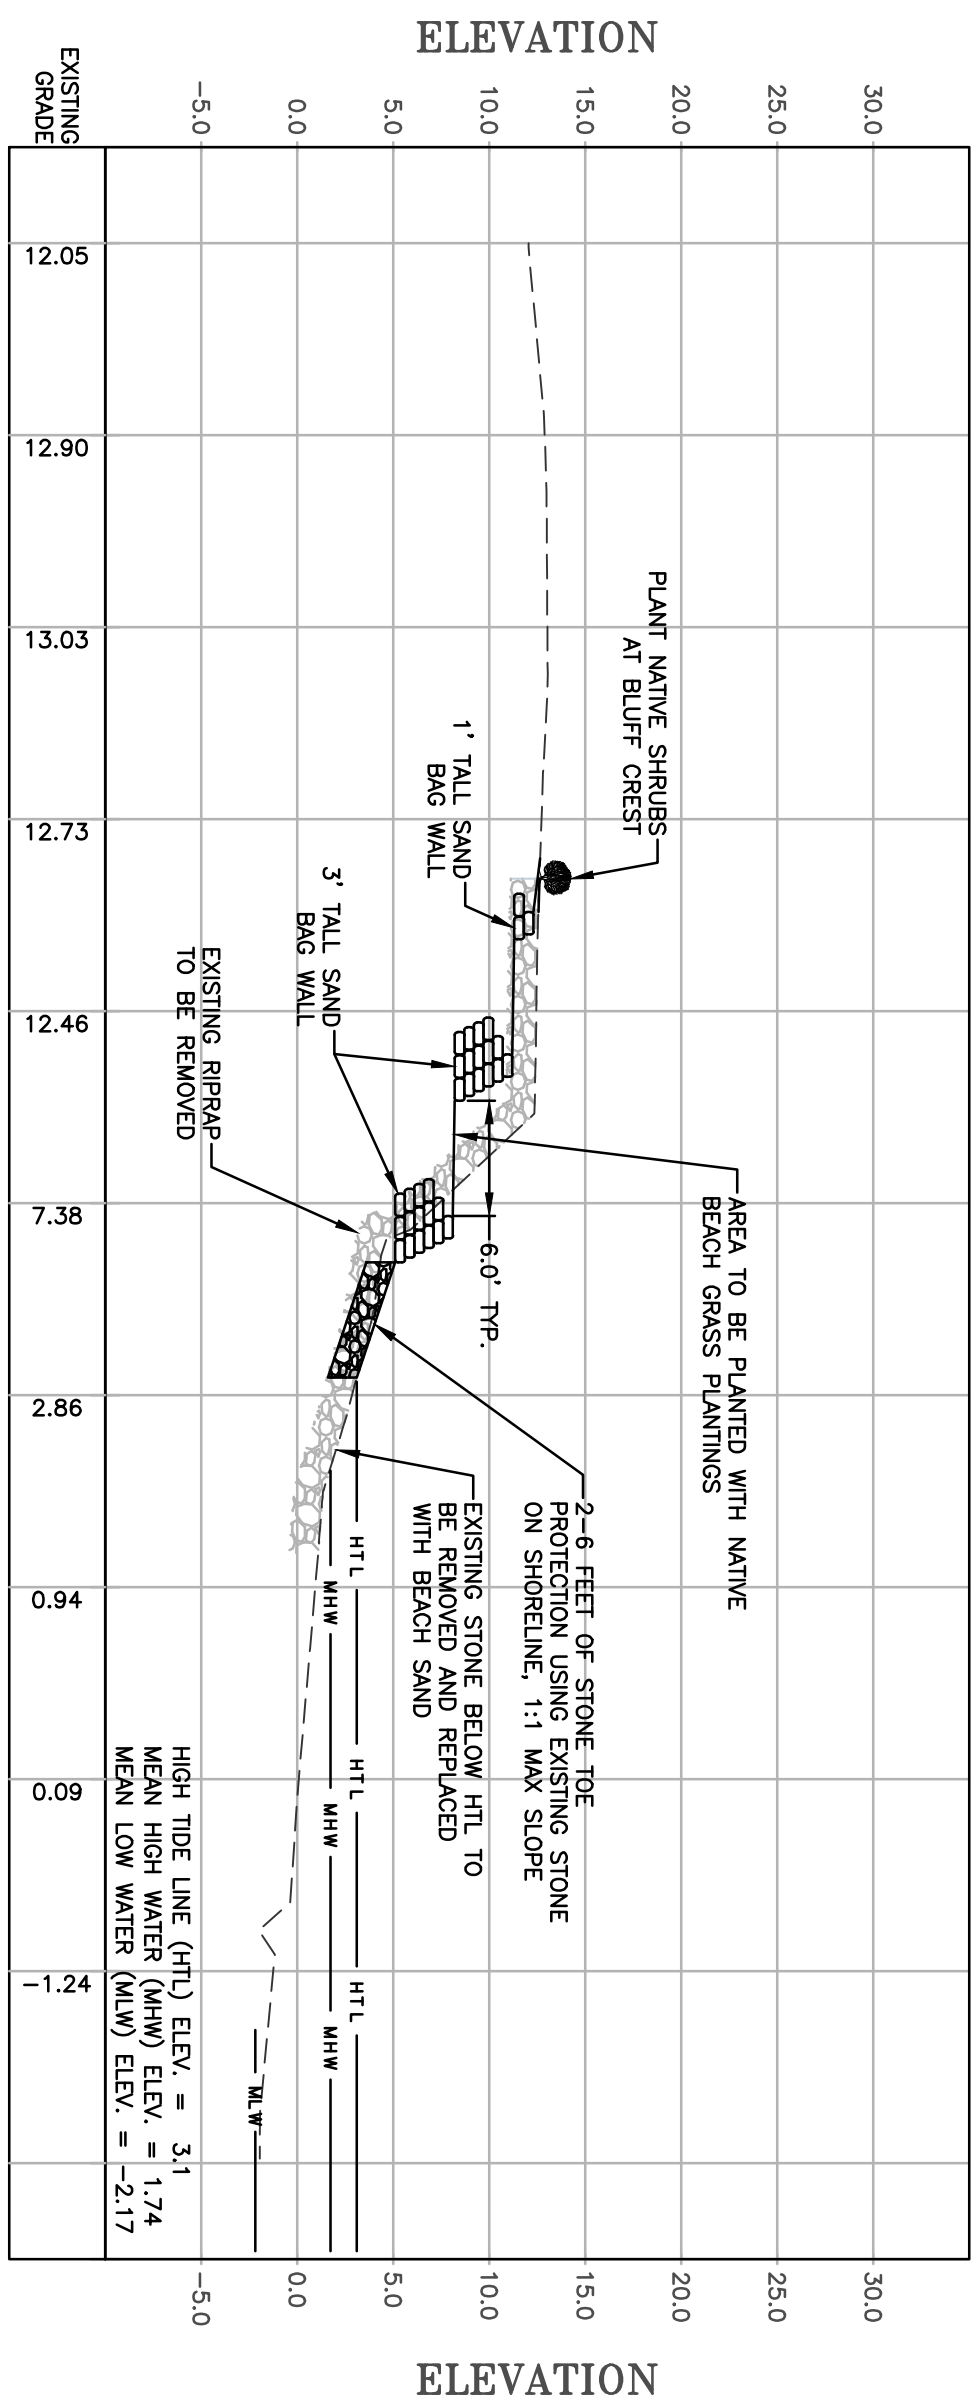 ELEVATION
30.0
25.0
20.0
15.0
10.0
5.0
0.0
-5.0
EXISTING
GRADE
PLANT NATIVE SHRUBS
AT BLUFF CREST
1' TALL SAND
BAG WALL
3' TALL SAND
BAG WALL
EXISTING RIPRAP
TO BE REMOVED
AREA TO BE PLANTED WITH NATIVE
BEACH GRASS PLANTINGS
6.0' TYP.
2-6 FEET OF STONE TOE
PROTECTION USING EXISTING STONE
ON SHORELINE, 1:1 MAX SLOPE
EXISTING STONE BELOW HTL TO
BE REMOVED AND REPLACED
WITH BEACH SAND
HTL
HTL
HTL
MHW
MHW
MHW
MLW
HIGH TIDE LINE (HTL) ELEV. = 3.1
MEAN HIGH WATER (MHW) ELEV. = 1.74
MEAN LOW WATER (MLW) ELEV. = -2.17
12.05
12.90
13.03
12.73
12.46
7.38
2.86
0.94
0.09
-1.24
30.0
25.0
20.0
15.0
10.0
5.0
0.0
-5.0
ELEVATION